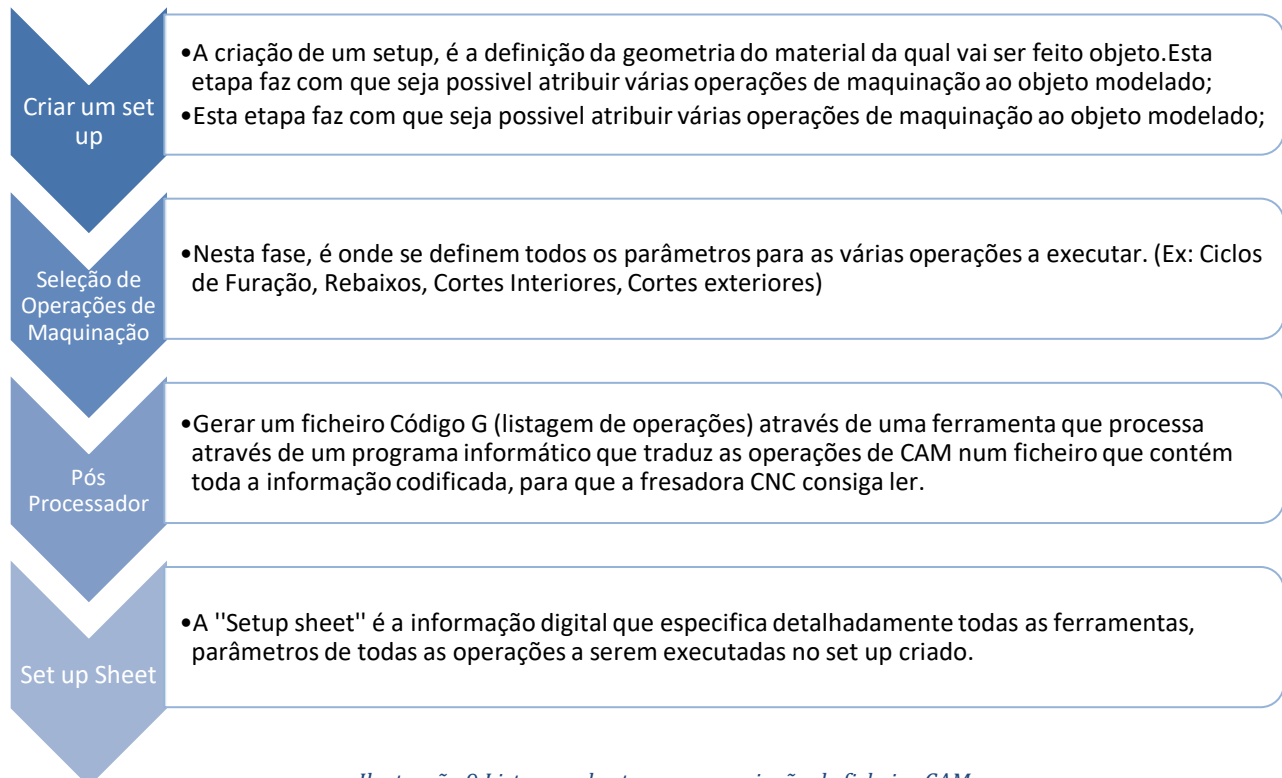 Criar um set
up
•A criação de um setup, é a definição da geometria do material da qual vai ser feito objeto.Esta
etapa faz com que seja possivel atribuir várias operações de maquinação ao objeto modelado;
•Esta etapa faz com que seja possivel atribuir várias operações de maquinação ao objeto modelado;
Seleção de
Operações de
Maquinação
•Nesta fase, é onde se definem todos os parâmetros para as várias operações a executar. (Ex: Ciclos
de Furação, Rebaixos, Cortes Interiores, Cortes exteriores)
Pós
Processador
•Gerar um ficheiro Código G (listagem de operações) através de uma ferramenta que processa
através de um programa informático que traduz as operações de CAM num ficheiro que contém
toda a informação codificada, para que a fresadora CNC consiga ler.
Set up Sheet
•A ''Setup sheet'' é a informação digital que especifica detalhadamente todas as ferramentas,
parâmetros de todas as operações a serem executadas no set up criado.